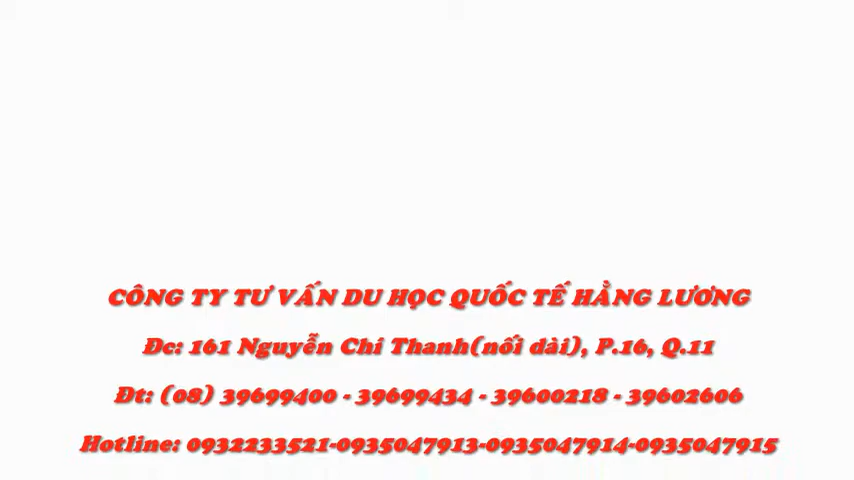 CÔNG TY TƯ VẤN DU HỌC QUỐC TẾ HẰNG LƯƠNG
Đc: 161 Nguyễn Chí Thanh(nối dài), P.16, Q.11
Đt: (08) 39699400 - 39699434 - 39600218 - 39602606
Hotline: 0932233521-0935047913-0935047914-0935047915